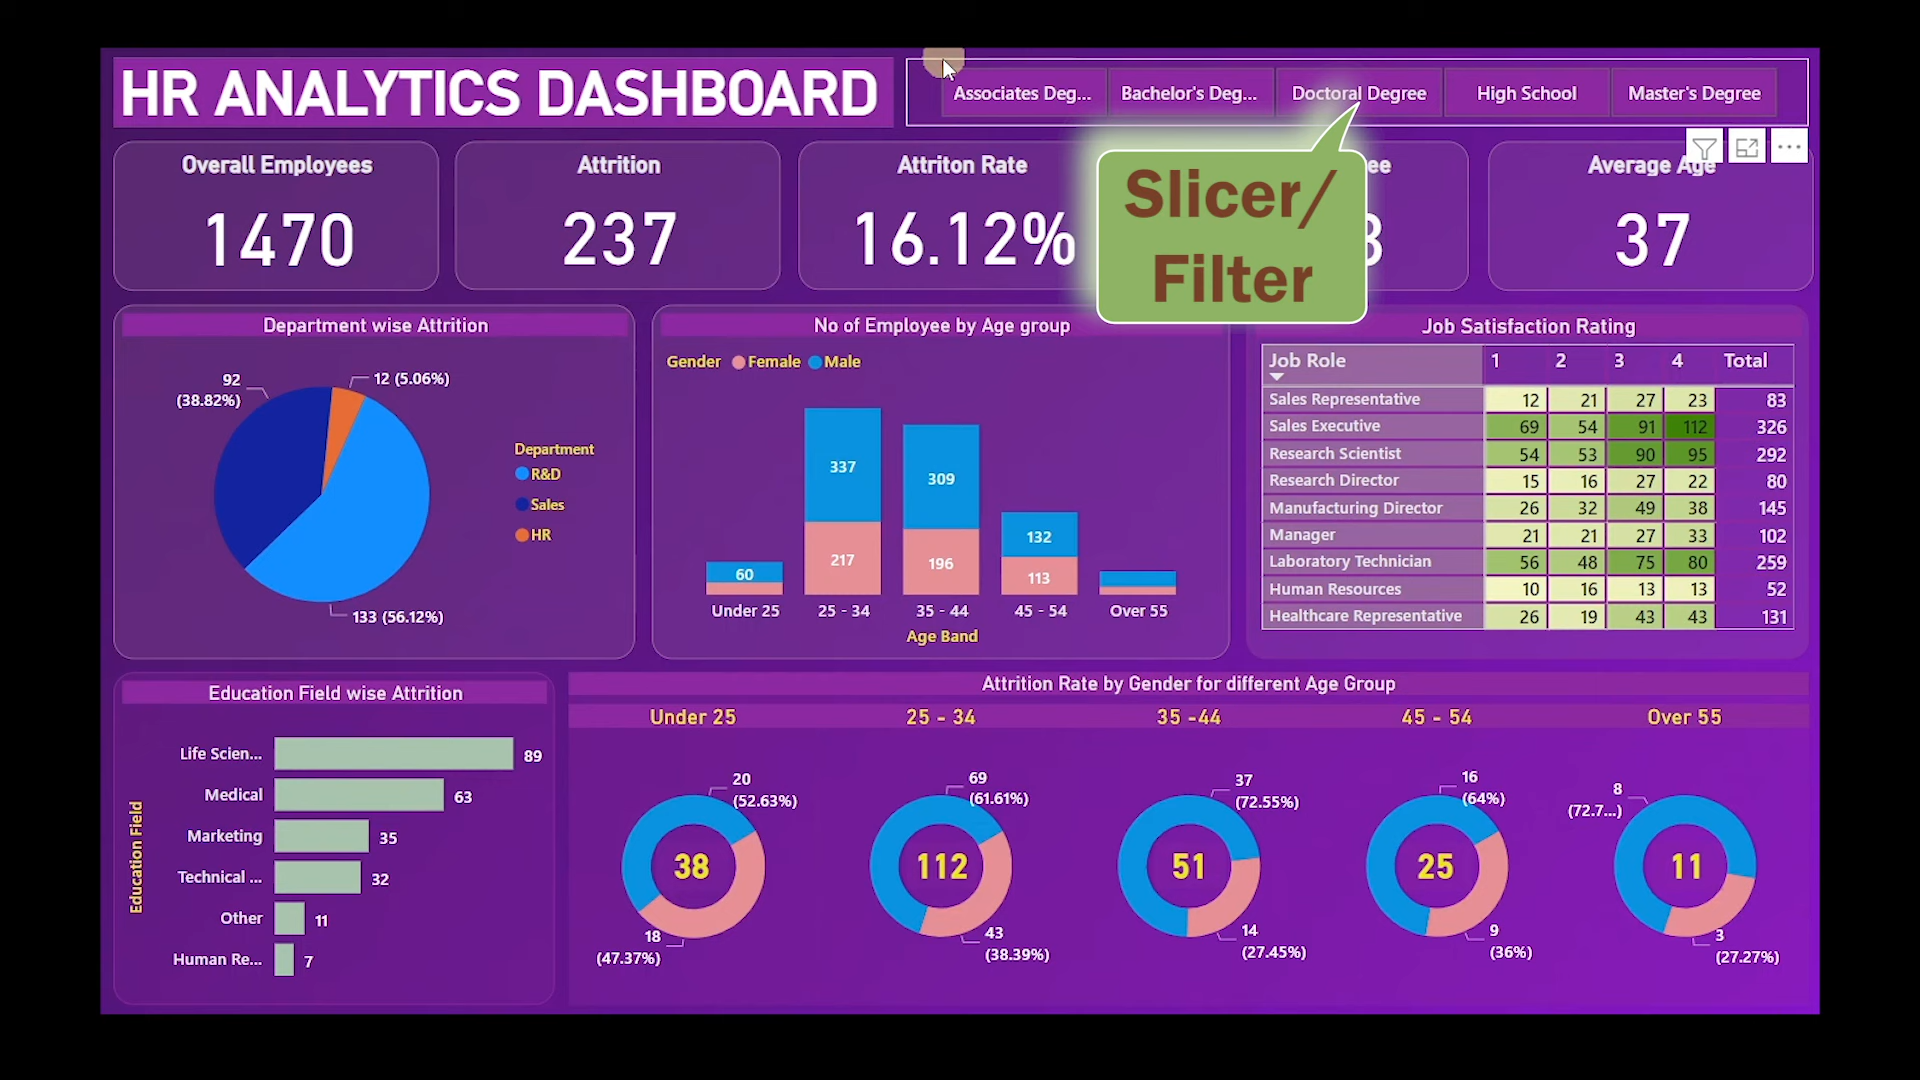 HR ANALYTICS DASHBOARD
Associates Deg...
Bachelor's Deg...
Doctoral Degree
High School
Master's Degree
Slicer/
Filter
Overall Employees
1470
Attrition
237
Attriton Rate
16.12%
ee
3
Average Age
37
Department wise Attrition
92
(38.82%)
12 (5.06%)
133 (56.12%)
Department
R&D
Sales
HR
No of Employee by Age group
Gender Female Male
337
309
132
60
217
196
113
Under 25 25 - 34 35 - 44 45 - 54 Over 55
Age Band
Job Satisfaction Rating
Job Role 1 2 3 4 Total
Sales Representative 12 21 27 23 83
Sales Executive 69 54 91 112 326
Research Scientist 54 53 90 95 292
Research Director 15 16 27 22 80
Manufacturing Director 26 32 49 38 145
Manager 21 21 27 33 102
Laboratory Technician 56 48 75 80 259
Human Resources 10 16 13 13 52
Healthcare Representative 26 19 43 43 131
Education Field wise Attrition
Education Field
Life Scien... 89
Medical 63
Marketing 35
Technical ... 32
Other 11
Human Re... 7
Attrition Rate by Gender for different Age Group
Under 25 25 - 34 35 -44 45 - 54 Over 55
20
(52.63%)
38
18
(47.37%)
69
(61.61%)
112
43
(38.39%)
37
(72.55%)
51
14
(27.45%)
16
(64%)
25
9
(36%)
8
(72.7...)
11
3
(27.27%)